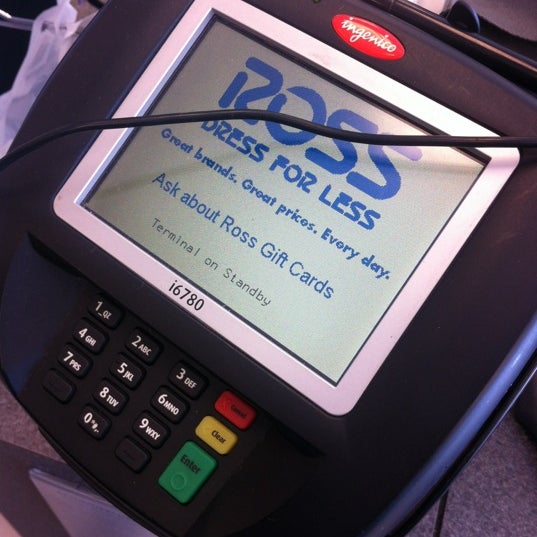 ingenico
ROSS
DRESS FOR LESS
Great brands. Great prices. Every day.
Ask about Ross Gift Cards
Terminal on Standby
i6780
1 QZ
2 ABC
3 DEF
4 GHI
5 JKL
6 MNO
7 PRS
8 TUV
9 WXY
0
Cancel
Clear
Enter